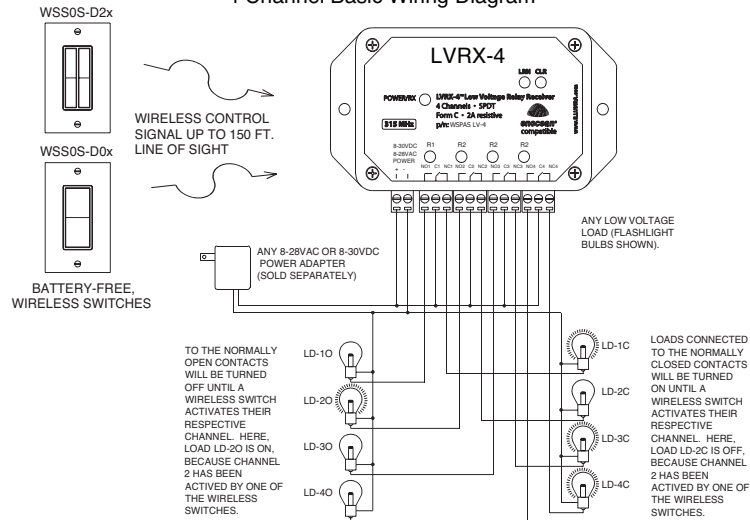 4 Channel Basic Wiring Diagram
WSS0S-D2x
WIRELESS CONTROL
SIGNAL UP TO 150 FT.
LINE OF SIGHT
WSS0S-D0x
BATTERY-FREE,
WIRELESS SWITCHES
LVRX-4
LRN CLR
POWER/RX
LVRX-4™ Low Voltage Relay Receiver
4 Channels • SPDT
Form C • 2A resistive
p/n: WSPAS LV-4
315 MHz
enocean®
compatible
www.ILLUMRA.com
8-30VDC
8-28VAC
POWER
+ -
R1 R2 R2 R2
NO1 C1 NC1 NO2 C2 NC2 NO3 C3 NC3 NO4 C4 NC4
ANY LOW VOLTAGE
LOAD (FLASHLIGHT
BULBS SHOWN).
ANY 8-28VAC OR 8-30VDC
POWER ADAPTER
(SOLD SEPARATELY)
TO THE NORMALLY
OPEN CONTACTS
WILL BE TURNED
OFF UNTIL A
WIRELESS SWITCH
ACTIVATES THEIR
RESPECTIVE
CHANNEL. HERE,
LOAD LD-2O IS ON,
BECAUSE CHANNEL
2 HAS BEEN
ACTIVED BY ONE OF
THE WIRELESS
SWITCHES.
LD-1O
LD-2O
LD-3O
LD-4O
LD-1C
LD-2C
LD-3C
LD-4C
LOADS CONNECTED
TO THE NORMALLY
CLOSED CONTACTS
WILL BE TURNED
ON UNTIL A
WIRELESS SWITCH
ACTIVATES THEIR
RESPECTIVE
CHANNEL. HERE,
LOAD LD-2C IS OFF,
BECAUSE CHANNEL
2 HAS BEEN
ACTIVED BY ONE OF
THE WIRELESS
SWITCHES.